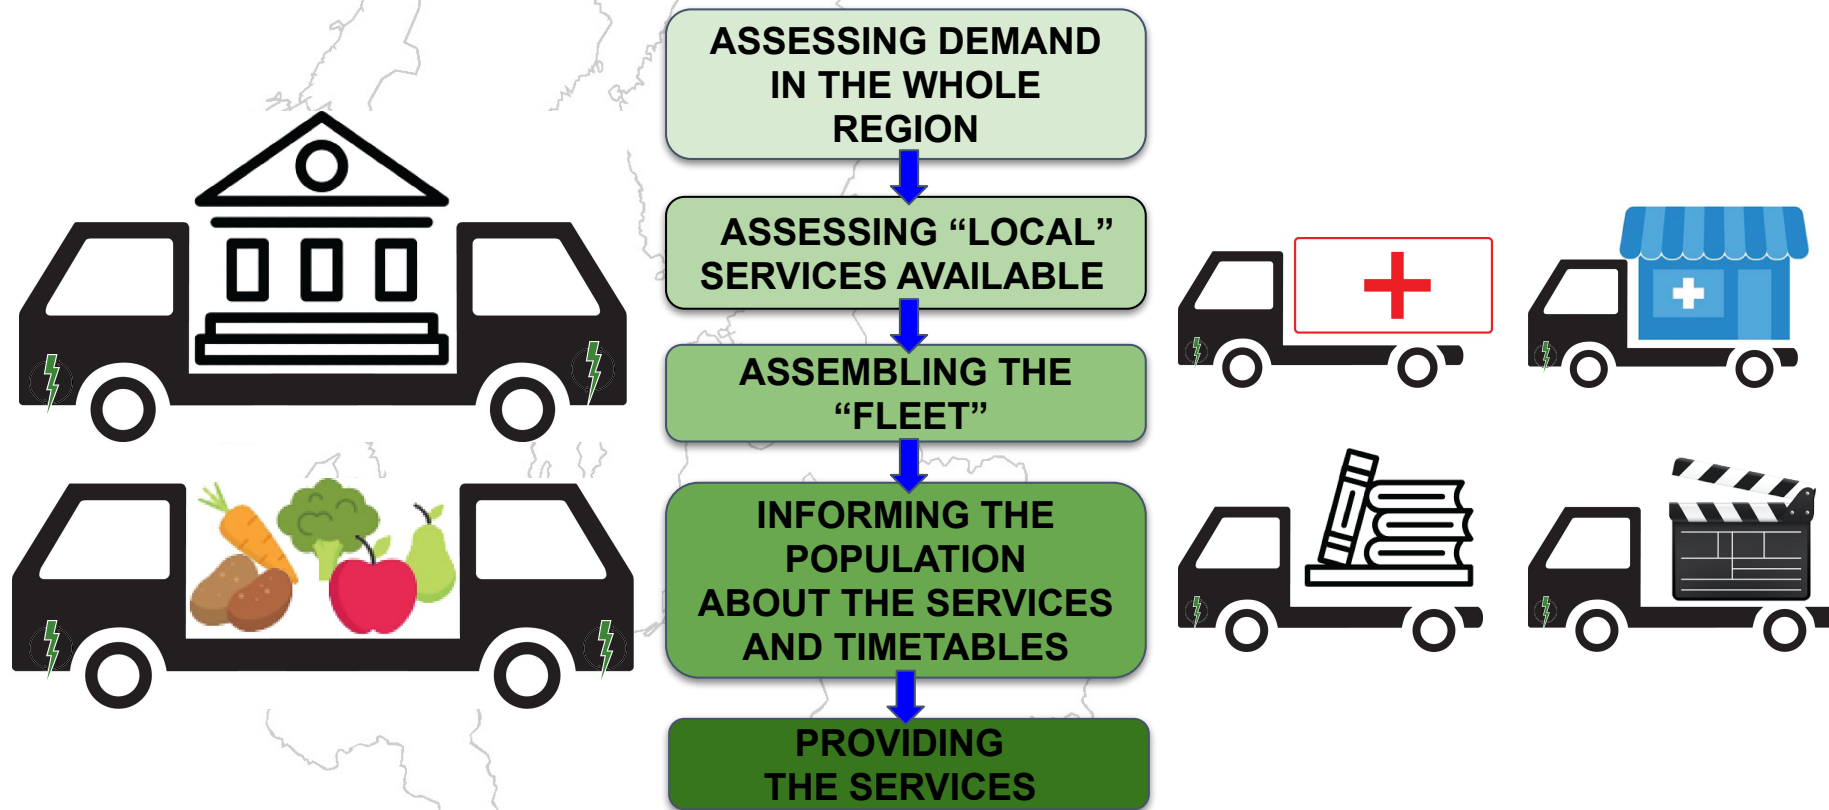 ASSESSING DEMAND
IN THE WHOLE
REGION
ASSESSING “LOCAL”
SERVICES AVAILABLE
ASSEMBLING THE
“FLEET”
INFORMING THE
POPULATION
ABOUT THE SERVICES
AND TIMETABLES
PROVIDING
THE SERVICES